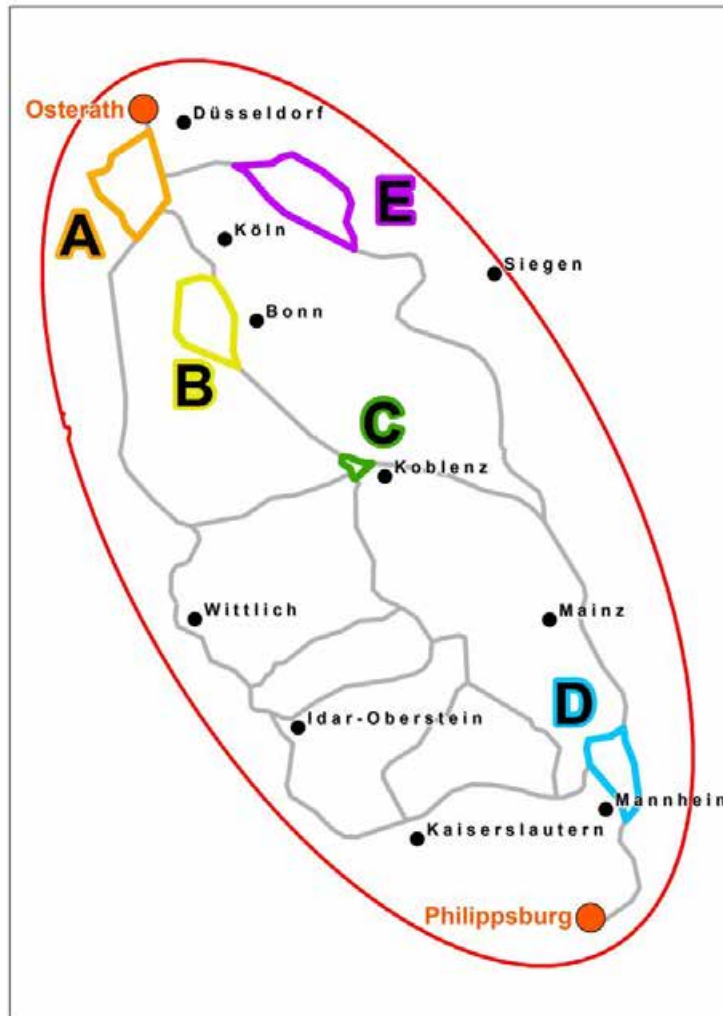 Osterath
Düsseldorf
A
E
Köln
Siegen
Bonn
B
C
Koblenz
Wittlich
Mainz
D
Idar-Oberstein
Mannheim
Kaiserslautern
Philippsburg